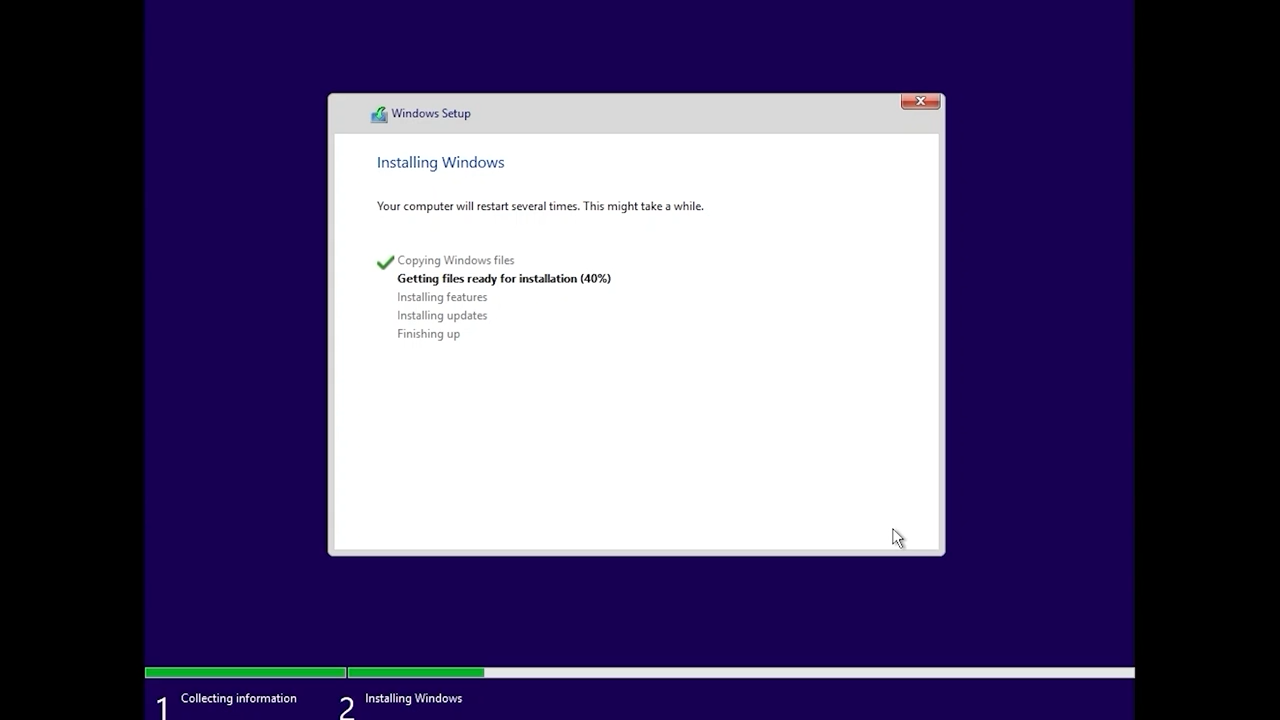 Windows Setup
Installing Windows
Your computer will restart several times. This might take a while.
Copying Windows files
Getting files ready for installation (40%)
Installing features
Installing updates
Finishing up
1 Collecting information
2 Installing Windows